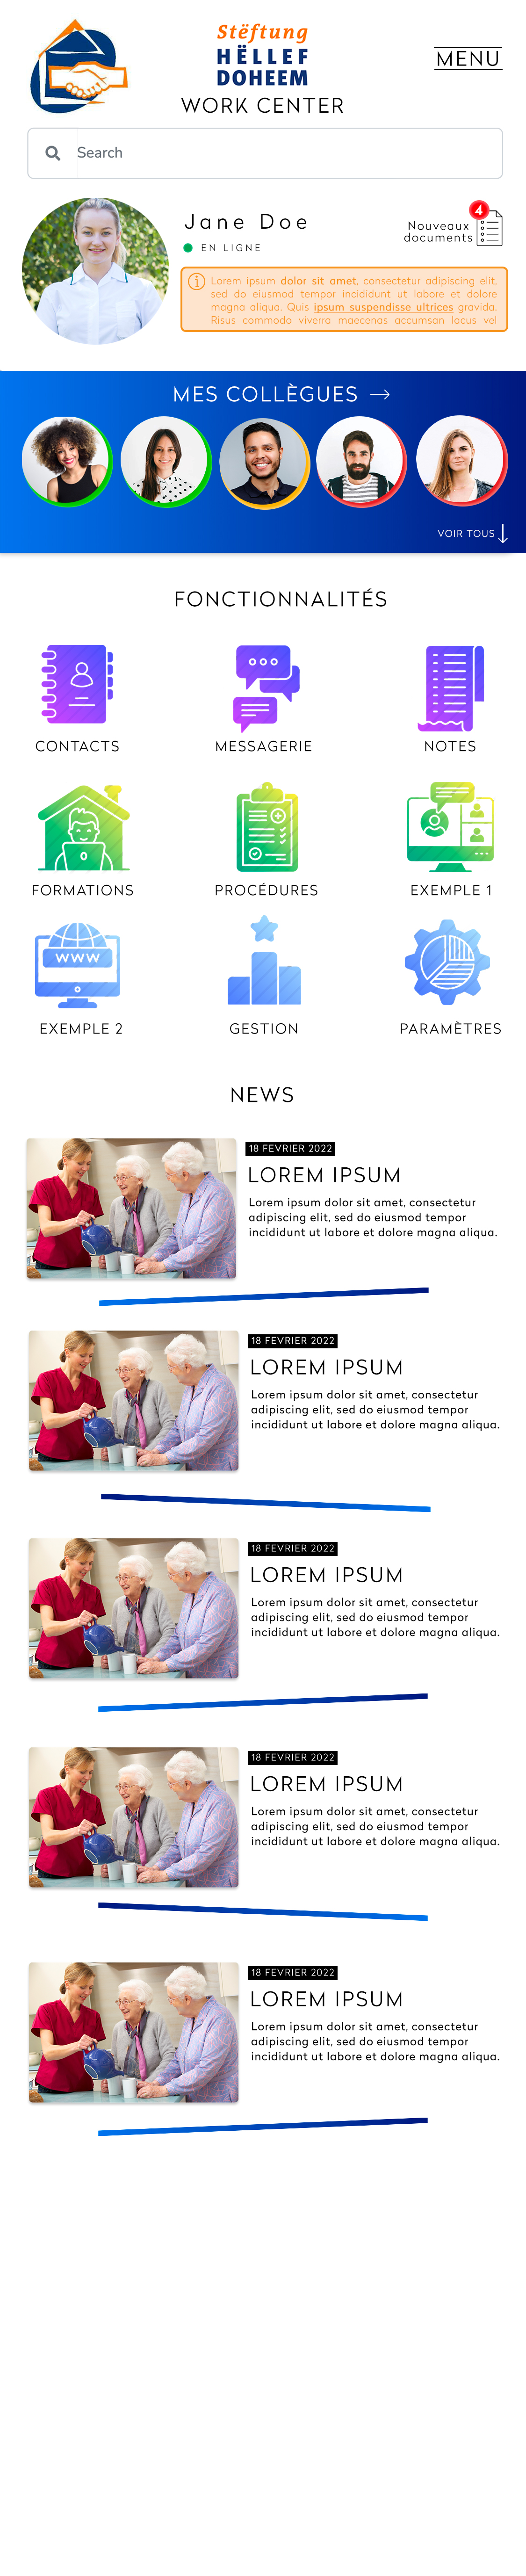 Stëftung
HËLLEF
DOHEEM
WORK CENTER
MENU
Search
Jane Doe
EN LIGNE
4
Nouveaux
documents
Lorem ipsum dolor sit amet, consectetur adipiscing elit,
sed do eiusmod tempor incididunt ut labore et dolore
magna aliqua. Quis ipsum suspendisse ultrices gravida.
Risus commodo viverra maecenas accumsan lacus vel
MES COLLÈGUES →
VOIR TOUS ↓
FONCTIONNALITÉS
CONTACTS
MESSAGERIE
NOTES
FORMATIONS
PROCÉDURES
EXEMPLE 1
WWW
EXEMPLE 2
GESTION
PARAMÈTRES
NEWS
18 FEVRIER 2022
LOREM IPSUM
Lorem ipsum dolor sit amet, consectetur
adipiscing elit, sed do eiusmod tempor
incididunt ut labore et dolore magna aliqua.
18 FEVRIER 2022
LOREM IPSUM
Lorem ipsum dolor sit amet, consectetur
adipiscing elit, sed do eiusmod tempor
incididunt ut labore et dolore magna aliqua.
18 FEVRIER 2022
LOREM IPSUM
Lorem ipsum dolor sit amet, consectetur
adipiscing elit, sed do eiusmod tempor
incididunt ut labore et dolore magna aliqua.
18 FEVRIER 2022
LOREM IPSUM
Lorem ipsum dolor sit amet, consectetur
adipiscing elit, sed do eiusmod tempor
incididunt ut labore et dolore magna aliqua.
18 FEVRIER 2022
LOREM IPSUM
Lorem ipsum dolor sit amet, consectetur
adipiscing elit, sed do eiusmod tempor
incididunt ut labore et dolore magna aliqua.